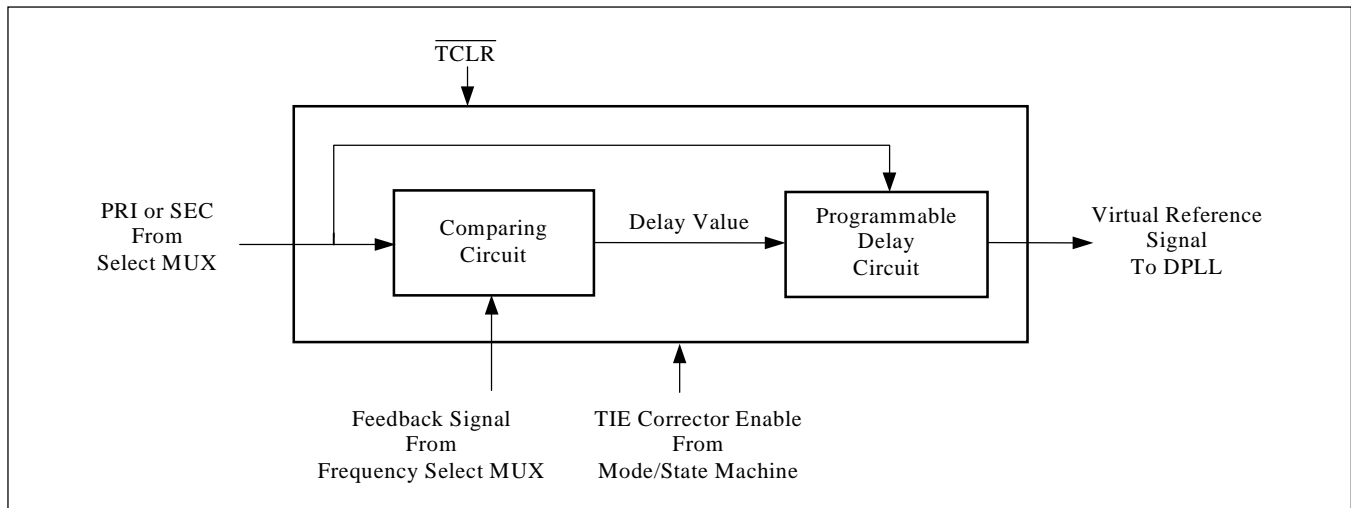 TCLR
PRI or SEC
From
Select MUX
Comparing
Circuit
Delay Value
Programmable
Delay
Circuit
Virtual Reference
Signal
To DPLL
Feedback Signal
From
Frequency Select MUX
TIE Corrector Enable
From
Mode/State Machine